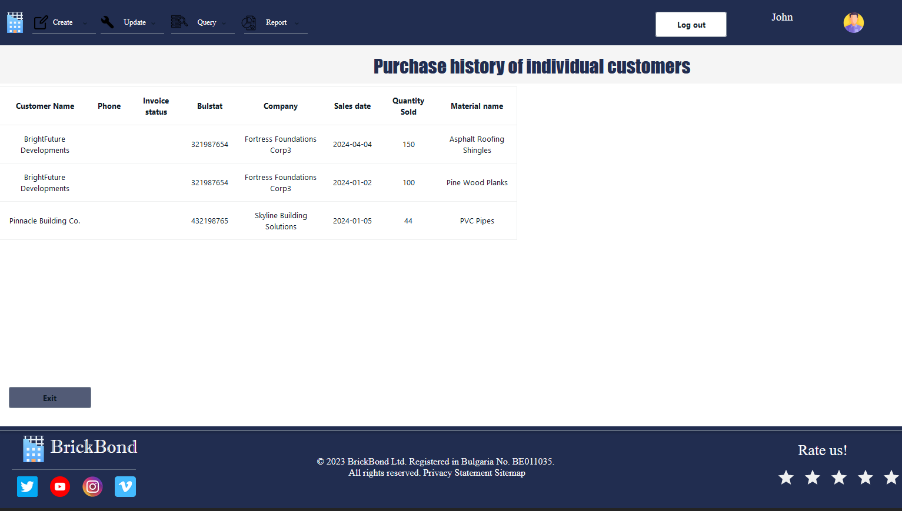 Create Update Query Report Log out John
Purchase history of individual customers
Customer Name Phone Invoice status Bulstat Company Sales date Quantity Sold Material name
BrightFuture Developments 321987654 Fortress Foundations Corp3 2024-04-04 150 Asphalt Roofing Shingles
BrightFuture Developments 321987654 Fortress Foundations Corp3 2024-01-02 100 Pine Wood Planks
Pinnacle Building Co. 432198765 Skyline Building Solutions 2024-01-05 44 PVC Pipes
Exit
BrickBond
© 2023 BrickBond Ltd. Registered in Bulgaria No. BE011035.
All rights reserved. Privacy Statement Sitemap
Rate us!